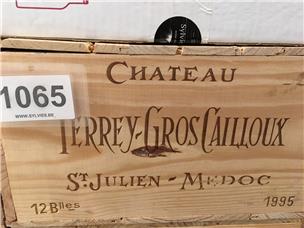 CHATEAU
1065
WWW.SYLVIES.BE
TERREY-GROS CAILLOUX
ST-JULIEN - MEDOC
12 Blles 1995